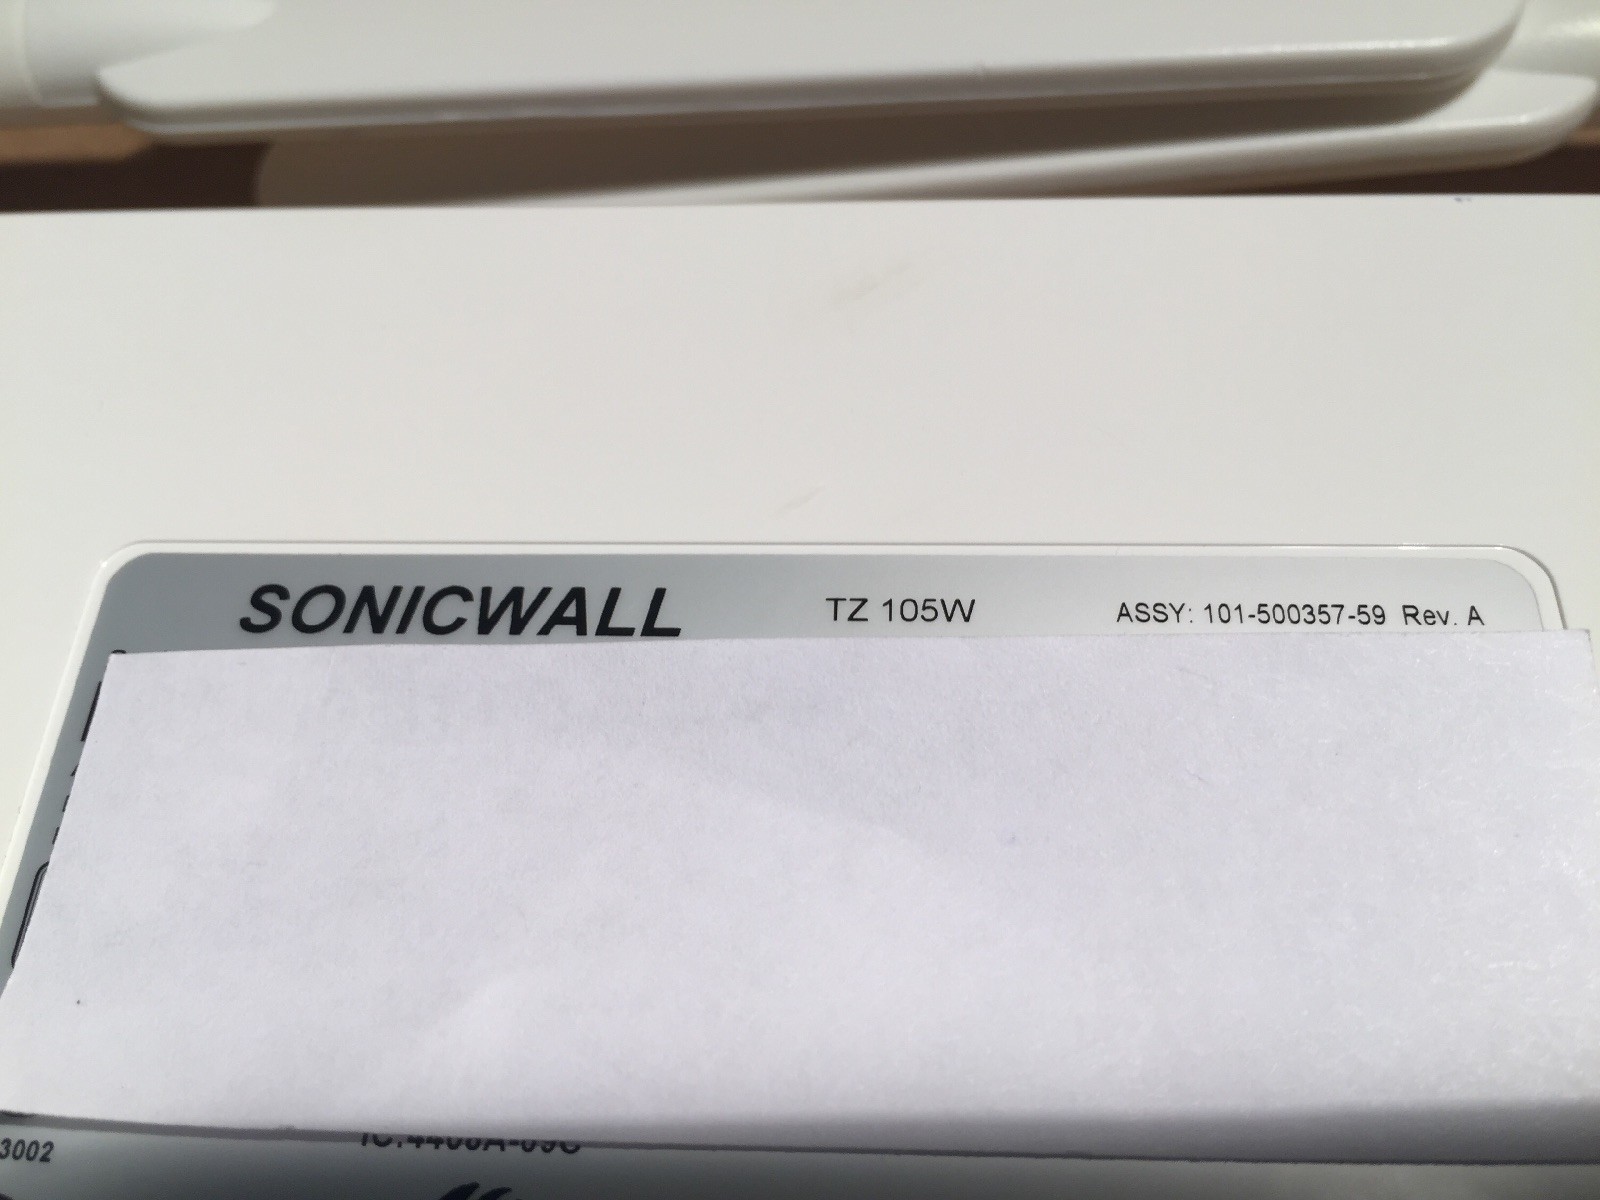 SONICWALL TZ 105W ASSY: 101-500357-59 Rev. A
3002